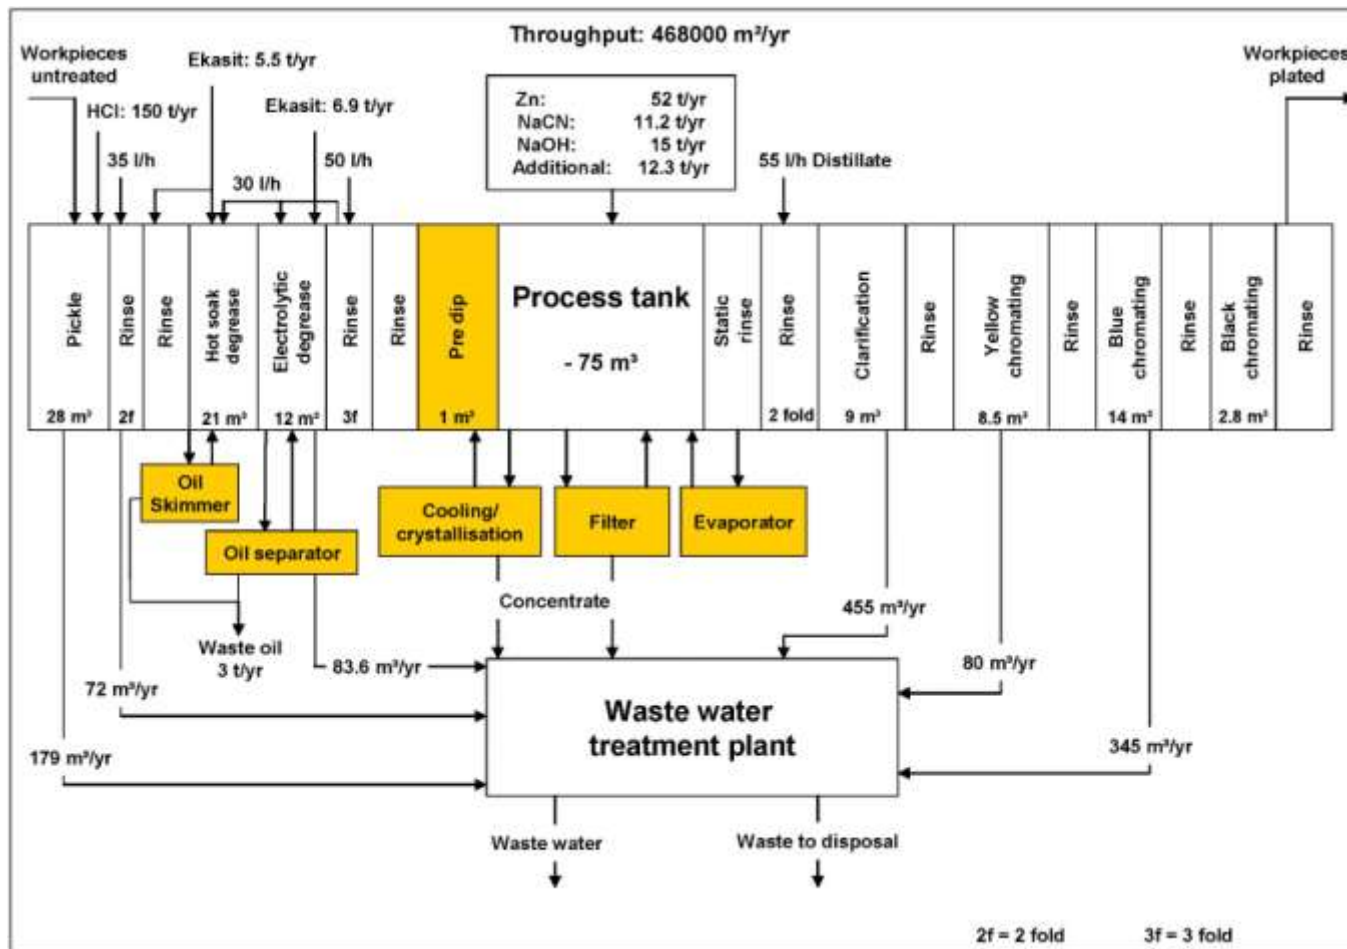 Throughput: 468000 m³/yr
Workpieces
untreated
Ekasit: 5.5 t/yr
Workpieces
plated
HCl: 150 t/yr
Ekasit: 6.9 t/yr
Zn: 52 t/yr
NaCN: 11.2 t/yr
NaOH: 15 t/yr
Additional: 12.3 t/yr
35 l/h
30 l/h
50 l/h
55 l/h Distillate
Pickle
28 m³
Rinse
2f
Rinse
Hot soak
degrease
21 m³
Electrolytic
degrease
12 m³
Rinse
3f
Rinse
Pre dip
1 m³
Process tank
- 75 m³
Static
rinse
Rinse
2 fold
Clarification
9 m³
Rinse
Yellow
chromating
8.5 m³
Rinse
Blue
chromating
14 m³
Rinse
Black
chromating
2.8 m³
Rinse
Oil
Skimmer
Oil separator
Cooling/
crystallisation
Filter
Evaporator
Concentrate
455 m³/yr
Waste oil
3 t/yr
83.6 m³/yr
80 m³/yr
72 m³/yr
Waste water
treatment plant
179 m³/yr
345 m³/yr
Waste water
Waste to disposal
2f = 2 fold
3f = 3 fold